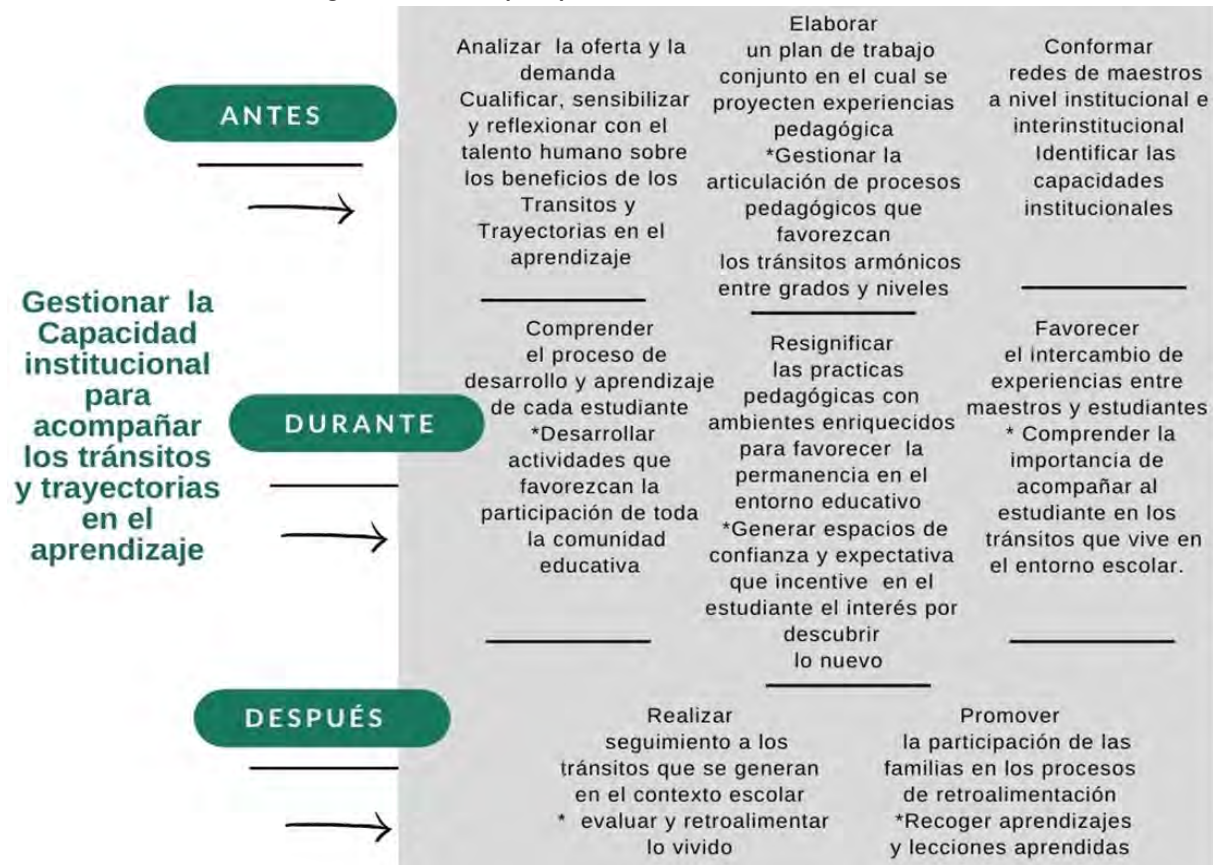 Gestionar la
Capacidad
institucional
para
acompañar
los tránsitos
y trayectorias
en el
aprendizaje
ANTES
Analizar la oferta y la
demanda
Cualificar, sensibilizar
y reflexionar con el
talento humano sobre
los beneficios de los
Transitos y
Trayectorias en el
aprendizaje
Elaborar
un plan de trabajo
conjunto en el cual se
proyecten experiencias
pedagógica
*Gestionar la
articulación de procesos
pedagógicos que
favorezcan
los tránsitos armónicos
entre grados y niveles
Conformar
redes de maestros
a nivel institucional e
interinstitucional
Identificar las
capacidades
institucionales
DURANTE
Comprender
el proceso de
desarrollo y aprendizaje
de cada estudiante
*Desarrollar
actividades que
favorezcan la
participación de toda
la comunidad
educativa
Resignificar
las practicas
pedagógicas con
ambientes enriquecidos
para favorecer la
permanencia en el
entorno educativo
*Generar espacios de
confianza y expectativa
que incentive en el
estudiante el interés por
descubrir
lo nuevo
Favorecer
el intercambio de
experiencias entre
maestros y estudiantes
* Comprender la
importancia de
acompañar al
estudiante en los
tránsitos que vive en
el entorno escolar.
DESPUÉS
Realizar
seguimiento a los
tránsitos que se generan
en el contexto escolar
* evaluar y retroalimentar
lo vivido
Promover
la participación de las
familias en los procesos
de retroalimentación
*Recoger aprendizajes
y lecciones aprendidas